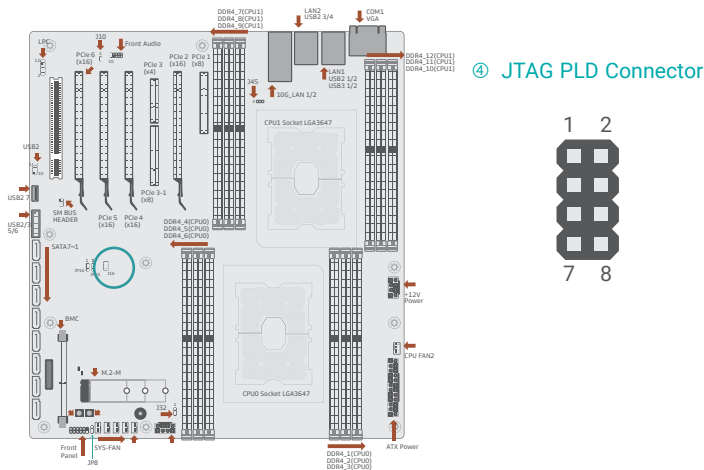 DDR4_7(CPU1)
DDR4_8(CPU1)
DDR4_9(CPU1)
LAN2
USB2 3/4
COM1
VGA
LPC
J10
Front Audio
PCIe 6
(x16)
PCIe 3
(x4)
PCIe 2
(x16)
PCIe 1
(x8)
J45
10G_LAN 1/2
LAN1
USB2 1/2
USB3 1/2
DDR4_12(CPU1)
DDR4_11(CPU1)
DDR4_10(CPU1)
④ JTAG PLD Connector
1 2
7 8
CPU1 Socket LGA3647
USB2
USB2 7
SM BUS
HEADER
PCIe 5
(x16)
PCIe 4
(x16)
PCIe 3-1
(x8)
USB2/3
5/6
DDR4_4(CPU0)
DDR4_5(CPU0)
DDR4_6(CPU0)
SATA7~1
+12V
Power
BMC
CPU FAN2
M.2-M
CPU0 Socket LGA3647
J32
Front
Panel
SYS-FAN
JPB
ATX Power
DDR4_1(CPU0)
DDR4_2(CPU0)
DDR4_3(CPU0)